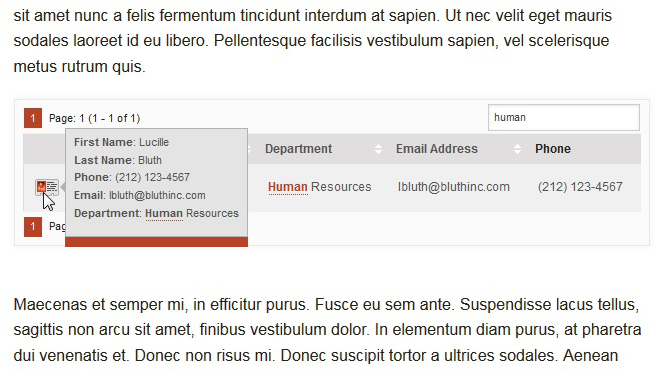 sit amet nunc a felis fermentum tincidunt interdum at sapien. Ut nec velit eget mauris
sodales laoreet id eu libero. Pellentesque facilisis vestibulum sapien, vel scelerisque
metus rutrum quis.
1 Page: 1 (1 - 1 of 1) human
Department Email Address Phone
First Name: Lucille
Last Name: Bluth
Phone: (212) 123-4567
Email: lbluth@bluthinc.com
Department: Human Resources
Human Resources lbluth@bluthinc.com (212) 123-4567
1 Pag
Maecenas et semper mi, in efficitur purus. Fusce eu sem ante. Suspendisse lacus tellus,
sagittis non arcu sit amet, finibus vestibulum dolor. In elementum diam purus, at pharetra
dui venenatis et. Donec non risus mi. Donec suscipit tortor a ultrices sodales. Aenean